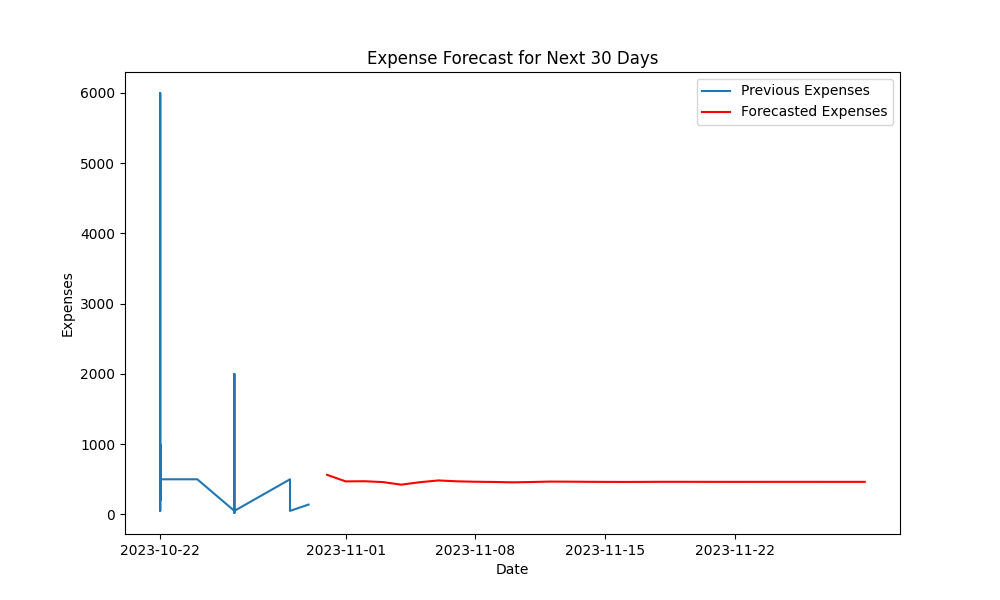 Expense Forecast for Next 30 Days
Previous Expenses
Forecasted Expenses
6000
5000
4000
3000
2000
1000
0
Expenses
2023-10-22
2023-11-01
2023-11-08
2023-11-15
2023-11-22
Date